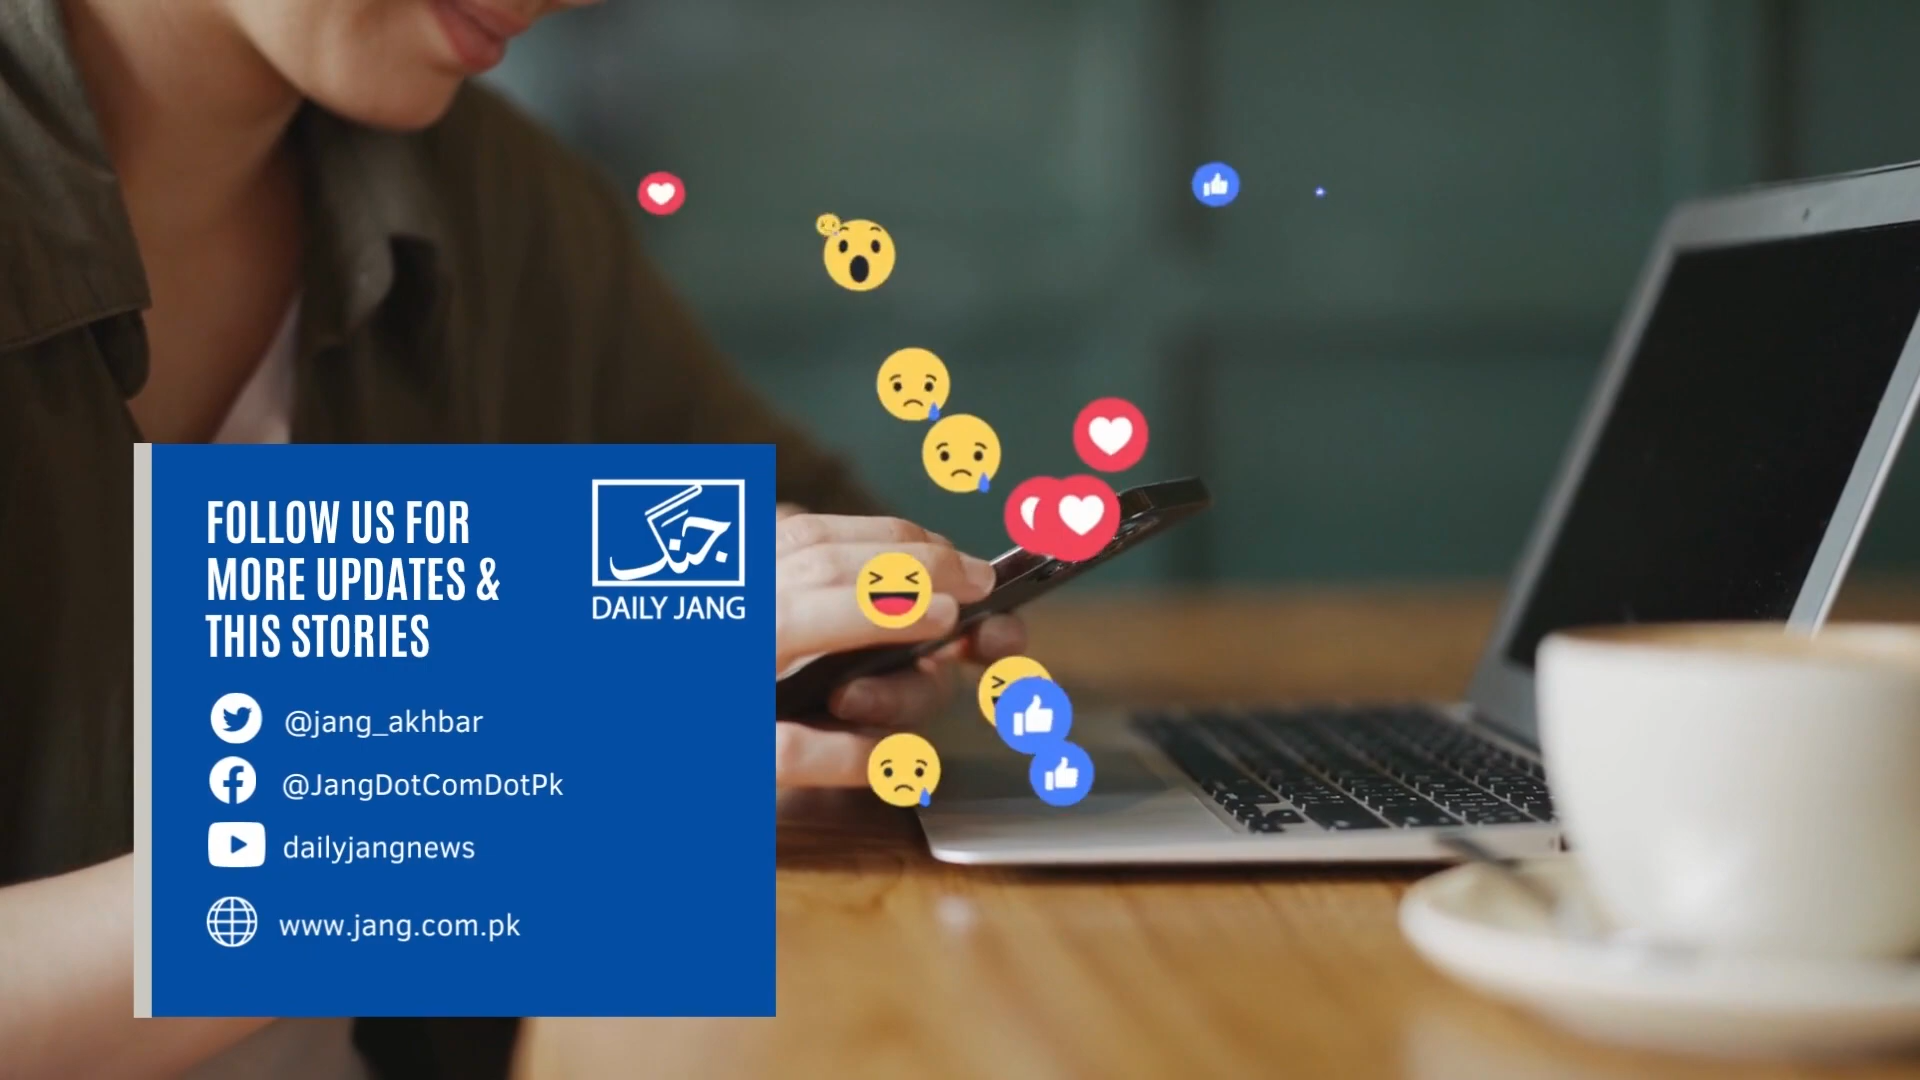 FOLLOW US FOR
MORE UPDATES &
THIS STORIES
جنگ
DAILY JANG
@jang_akhbar
@JangDotComDotPk
dailyjangnews
www.jang.com.pk